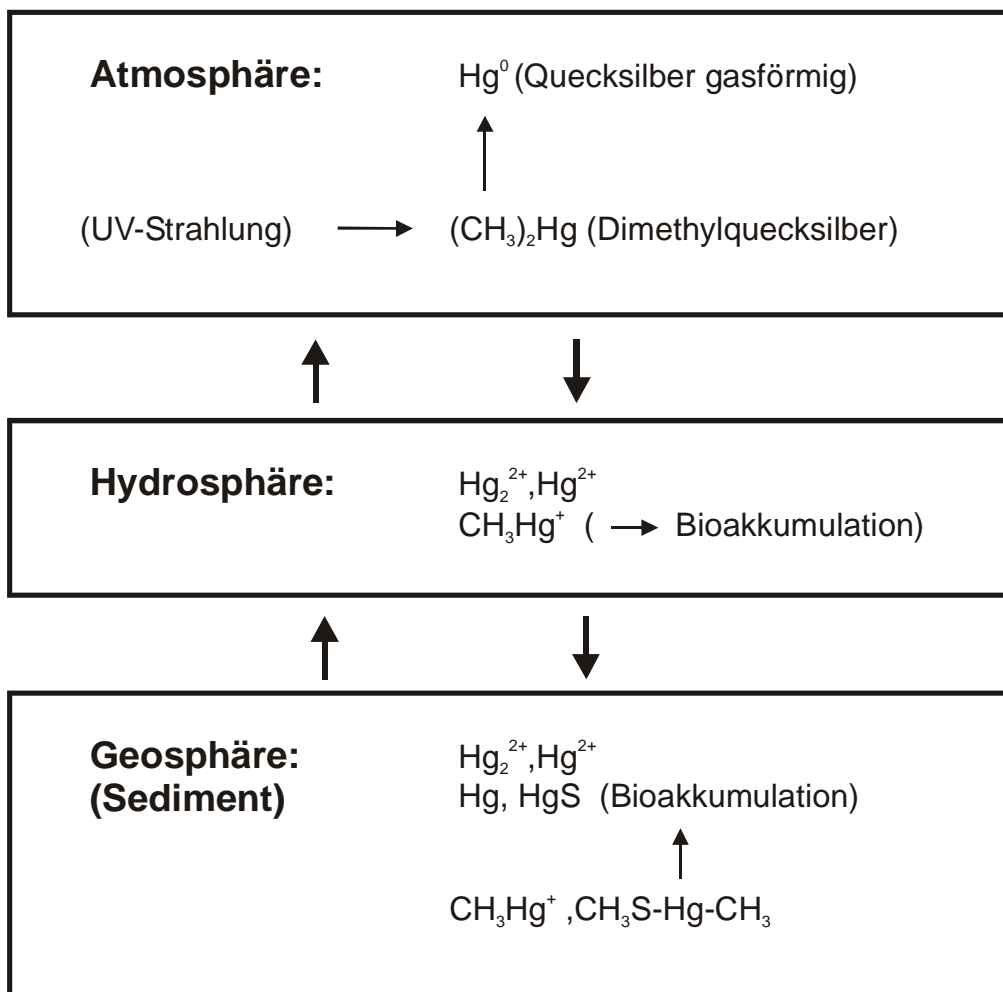 Atmosphäre: Hg⁰ (Quecksilber gasförmig)
(UV-Strahlung) → (CH₃)₂Hg (Dimethylquecksilber)
Hydrosphäre: Hg₂²⁺,Hg²⁺
CH₃Hg⁺ ( → Bioakkumulation)
Geosphäre: Hg₂²⁺,Hg²⁺
(Sediment) Hg, HgS (Bioakkumulation)
CH₃Hg⁺ ,CH₃S-Hg-CH₃